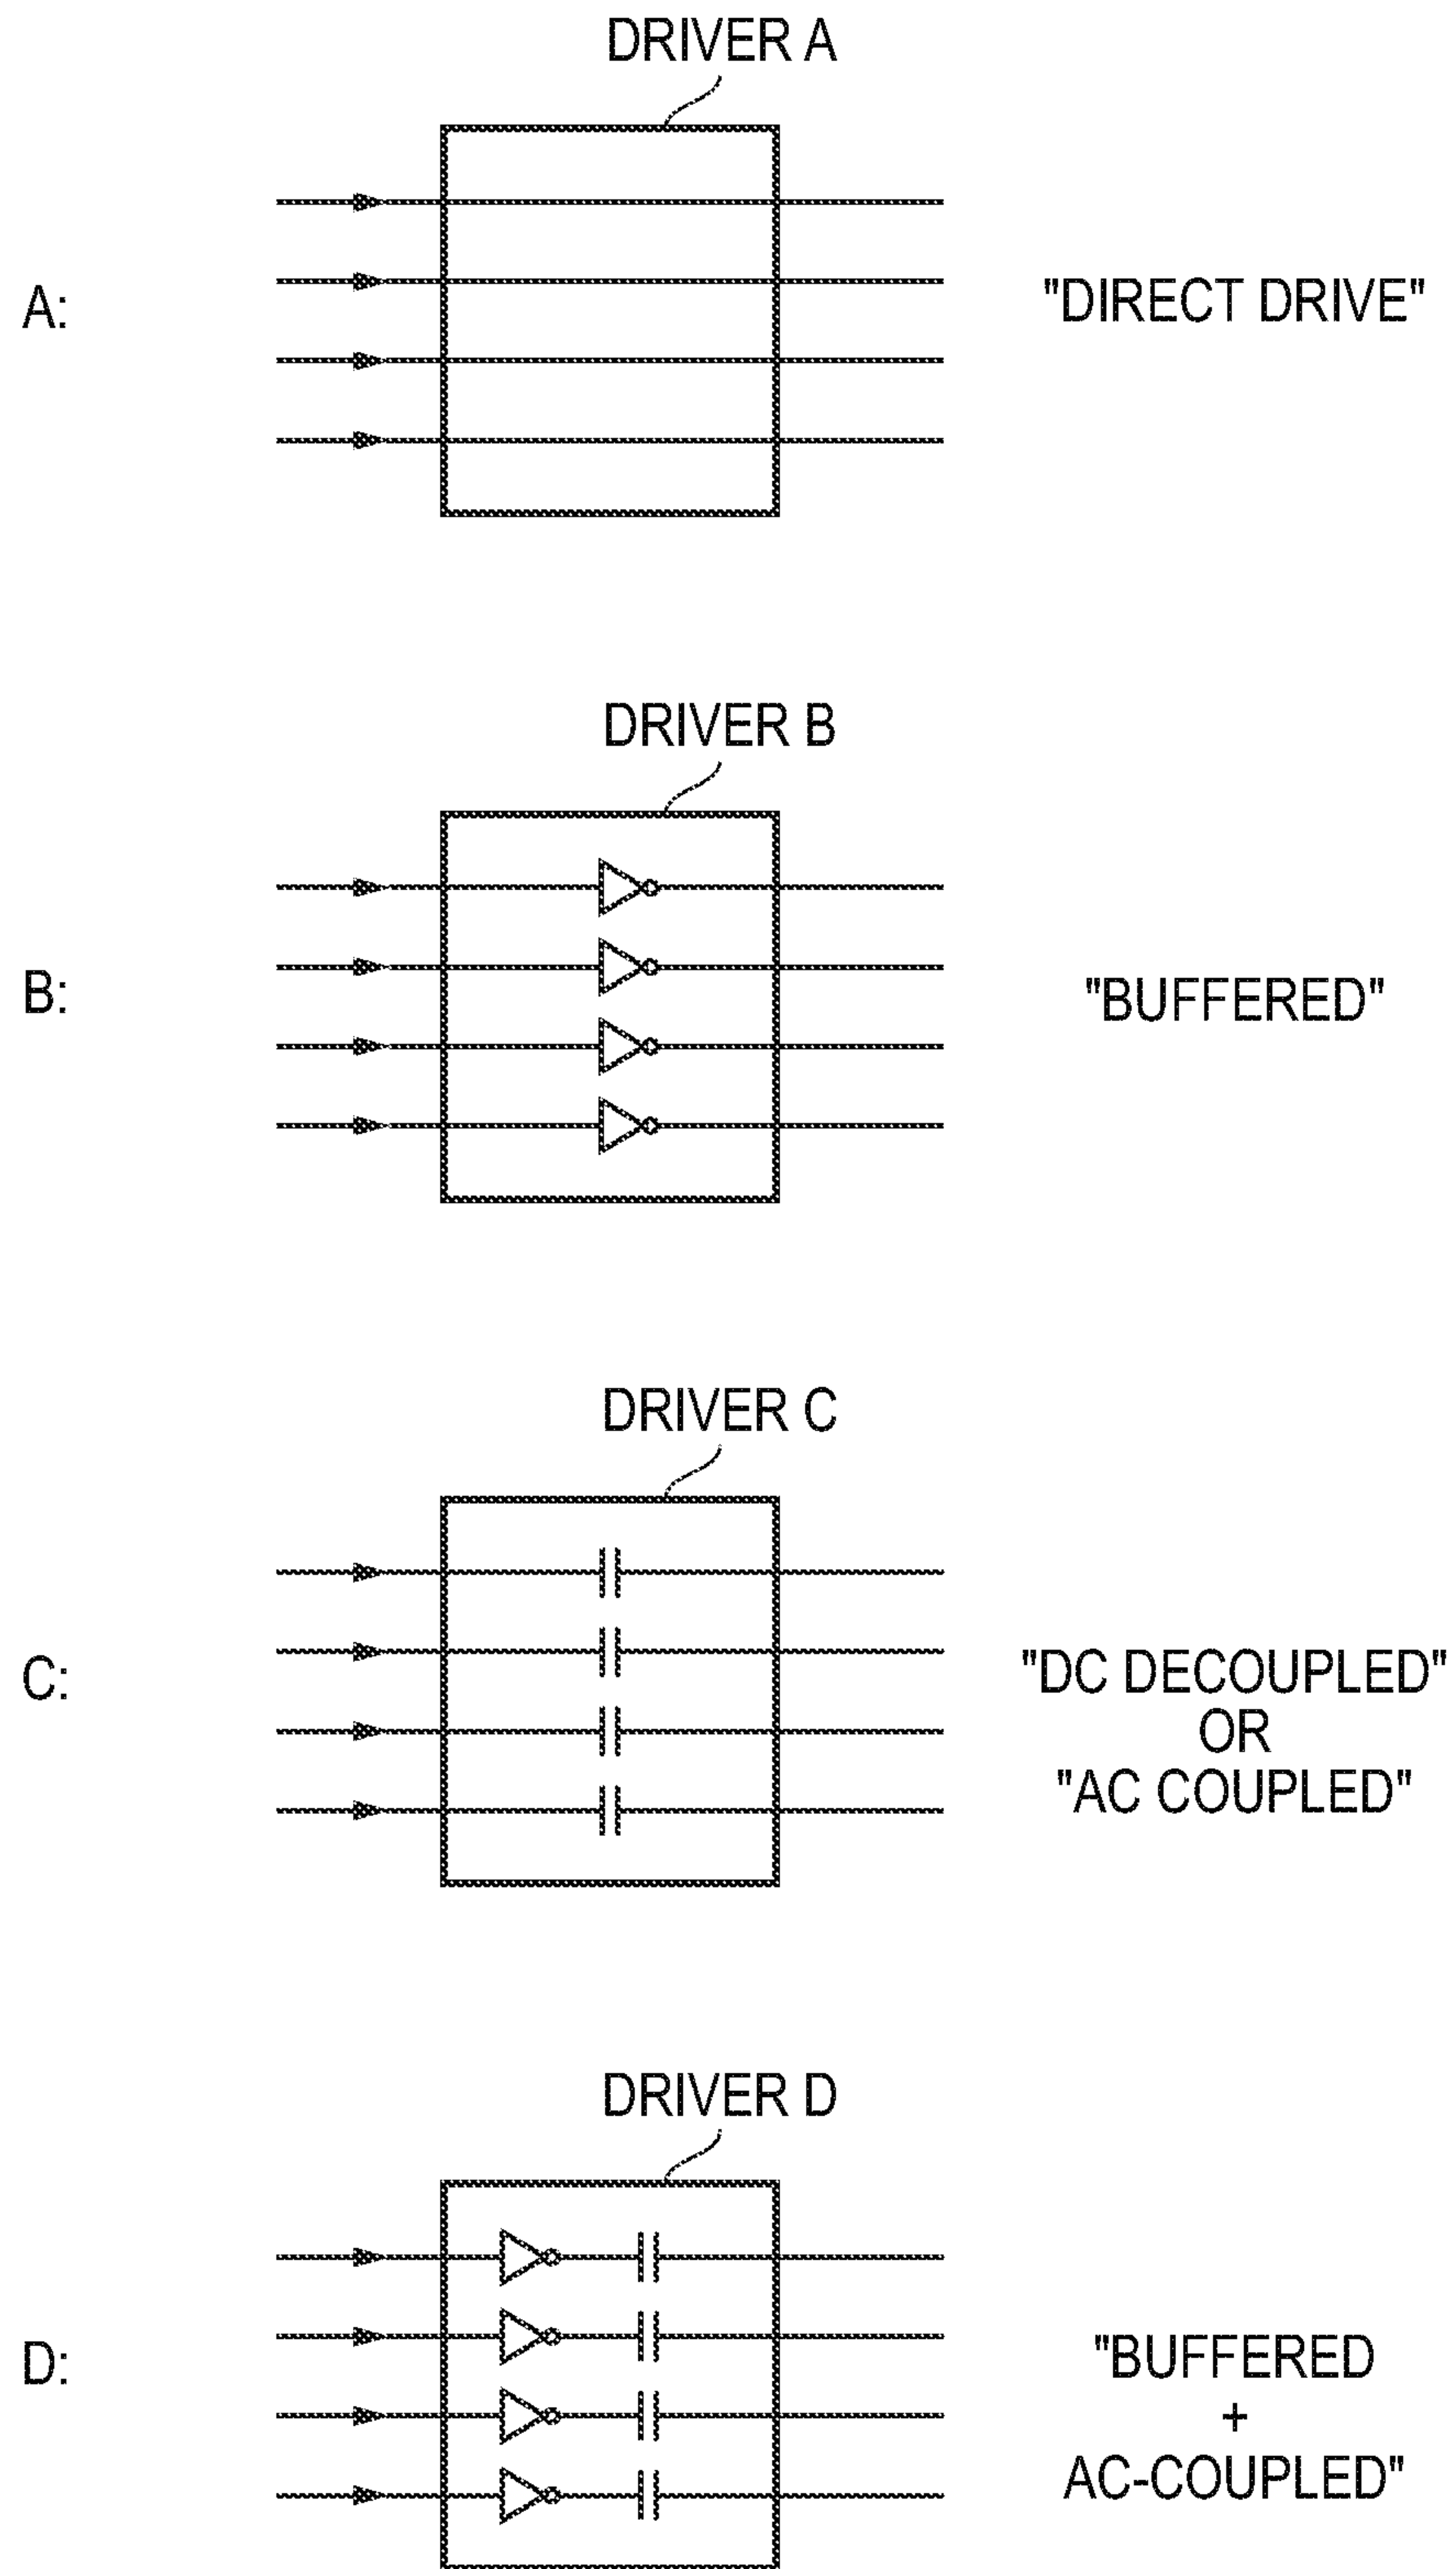 DRIVER A
A:
"DIRECT DRIVE"
DRIVER B
B:
"BUFFERED"
DRIVER C
C:
"DC DECOUPLED"
OR
"AC COUPLED"
DRIVER D
D:
"BUFFERED
+
AC-COUPLED"